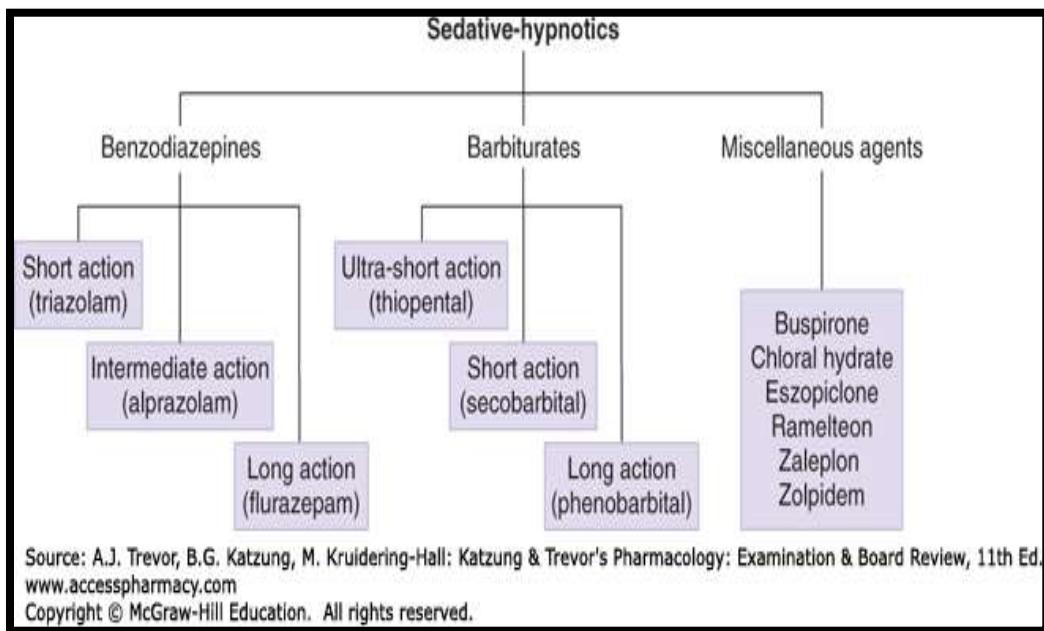 Sedative-hypnotics
Benzodiazepines
Barbiturates
Miscellaneous agents
Short action
(triazolam)
Intermediate action
(alprazolam)
Long action
(flurazepam)
Ultra-short action
(thiopental)
Short action
(secobarbital)
Long action
(phenobarbital)
Buspirone
Chloral hydrate
Eszopiclone
Ramelteon
Zaleplon
Zolpidem
Source: A.J. Trevor, B.G. Katzung, M. Kruidering-Hall: Katzung & Trevor's Pharmacology: Examination & Board Review, 11th Ed.
www.accesspharmacy.com
Copyright © McGraw-Hill Education. All rights reserved.